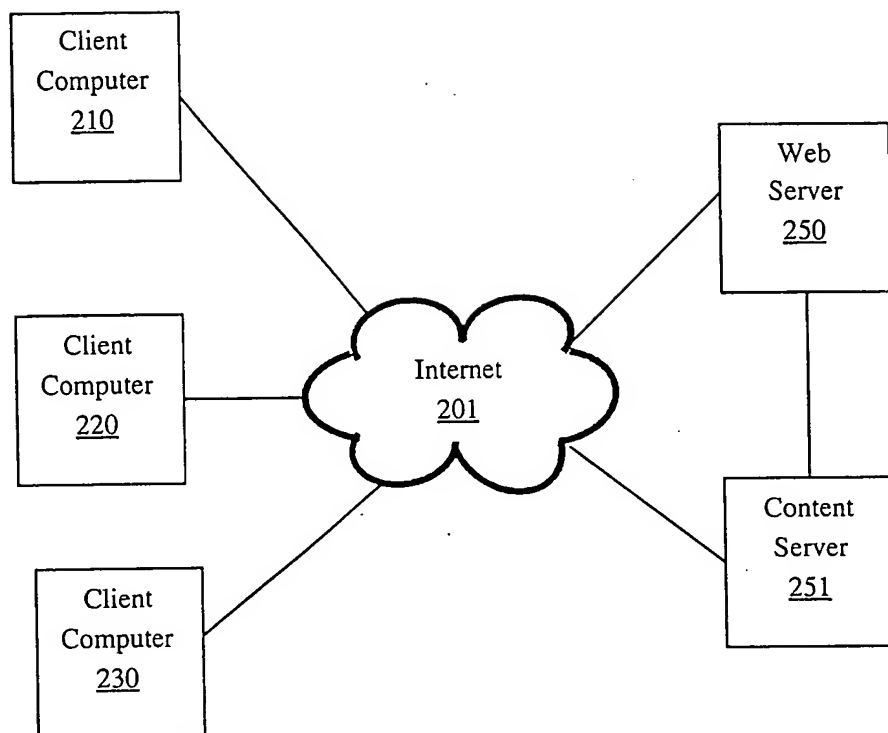 Client
Computer
210
Web
Server
250
Client
Computer
220
Internet
201
Content
Server
251
Client
Computer
230